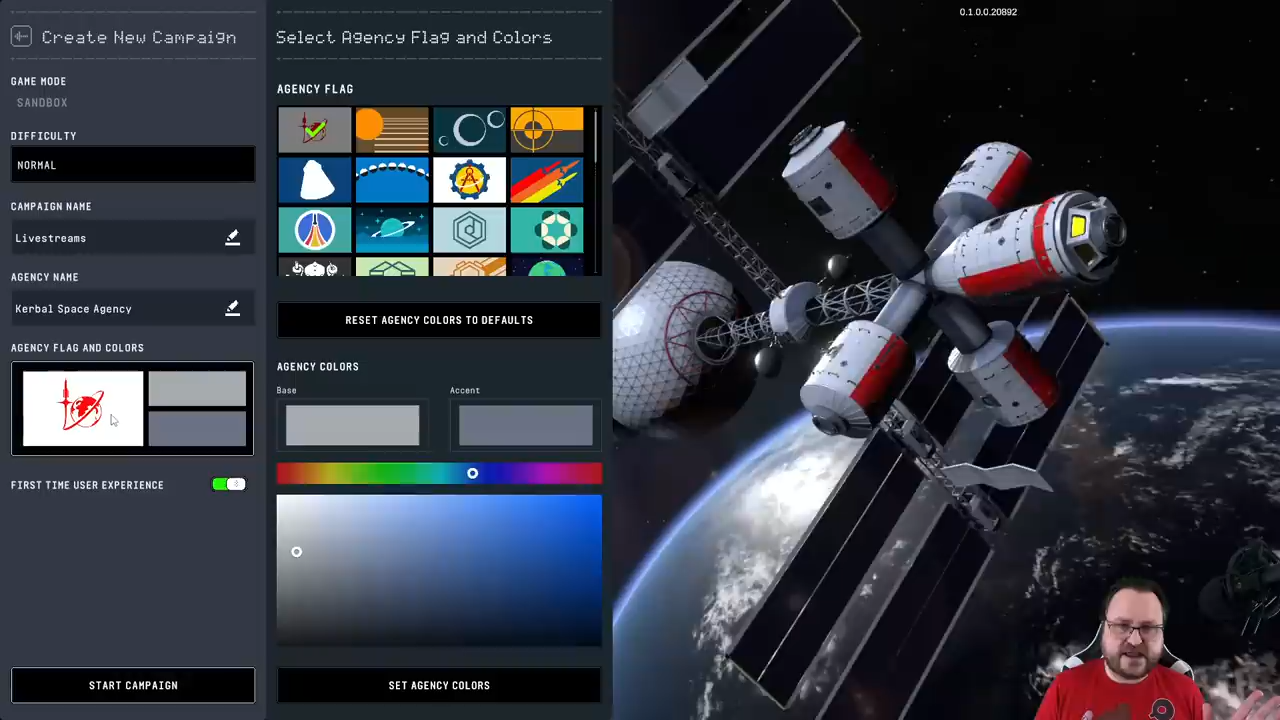 0.1.0.0.20892
Create New Campaign
GAME MODE
SANDBOX
DIFFICULTY
NORMAL
CAMPAIGN NAME
Livestreams
AGENCY NAME
Kerbal Space Agency
AGENCY FLAG AND COLORS
FIRST TIME USER EXPERIENCE
START CAMPAIGN
Select Agency Flag and Colors
AGENCY FLAG
RESET AGENCY COLORS TO DEFAULTS
AGENCY COLORS
Base
Accent
SET AGENCY COLORS